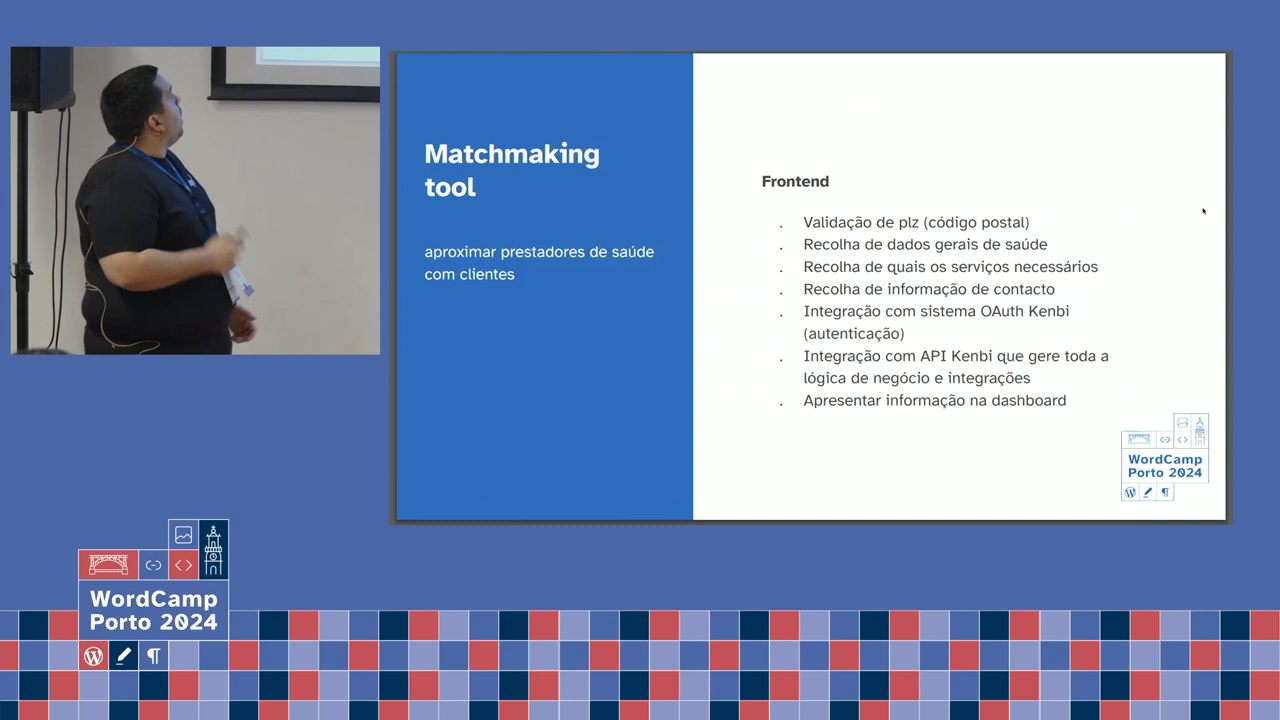 Matchmaking
tool
aproximar prestadores de saúde
com clientes
Frontend
. Validação de plz (código postal)
. Recolha de dados gerais de saúde
. Recolha de quais os serviços necessários
. Recolha de informação de contacto
. Integração com sistema OAuth Kenbi
(autenticação)
. Integração com API Kenbi que gere toda a
lógica de negócio e integrações
. Apresentar informação na dashboard
WordCamp
Porto 2024
WordCamp
Porto 2024